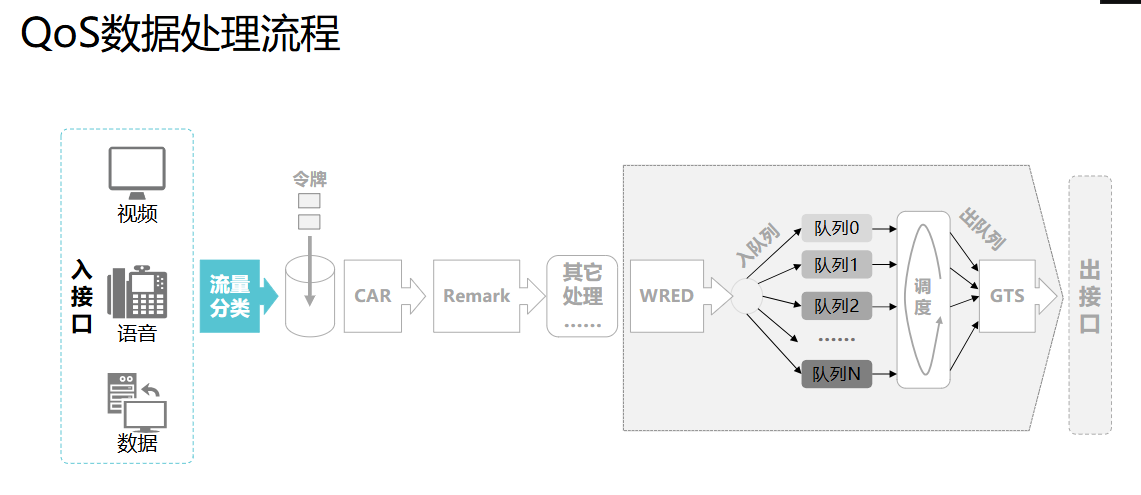 QoS数据处理流程
入接口
视频
语音
数据
流量
分类
令牌
CAR
Remark
其它
处理
……
WRED
入队列
队列0
队列1
队列2
……
队列N
调度
出队列
GTS
出接口